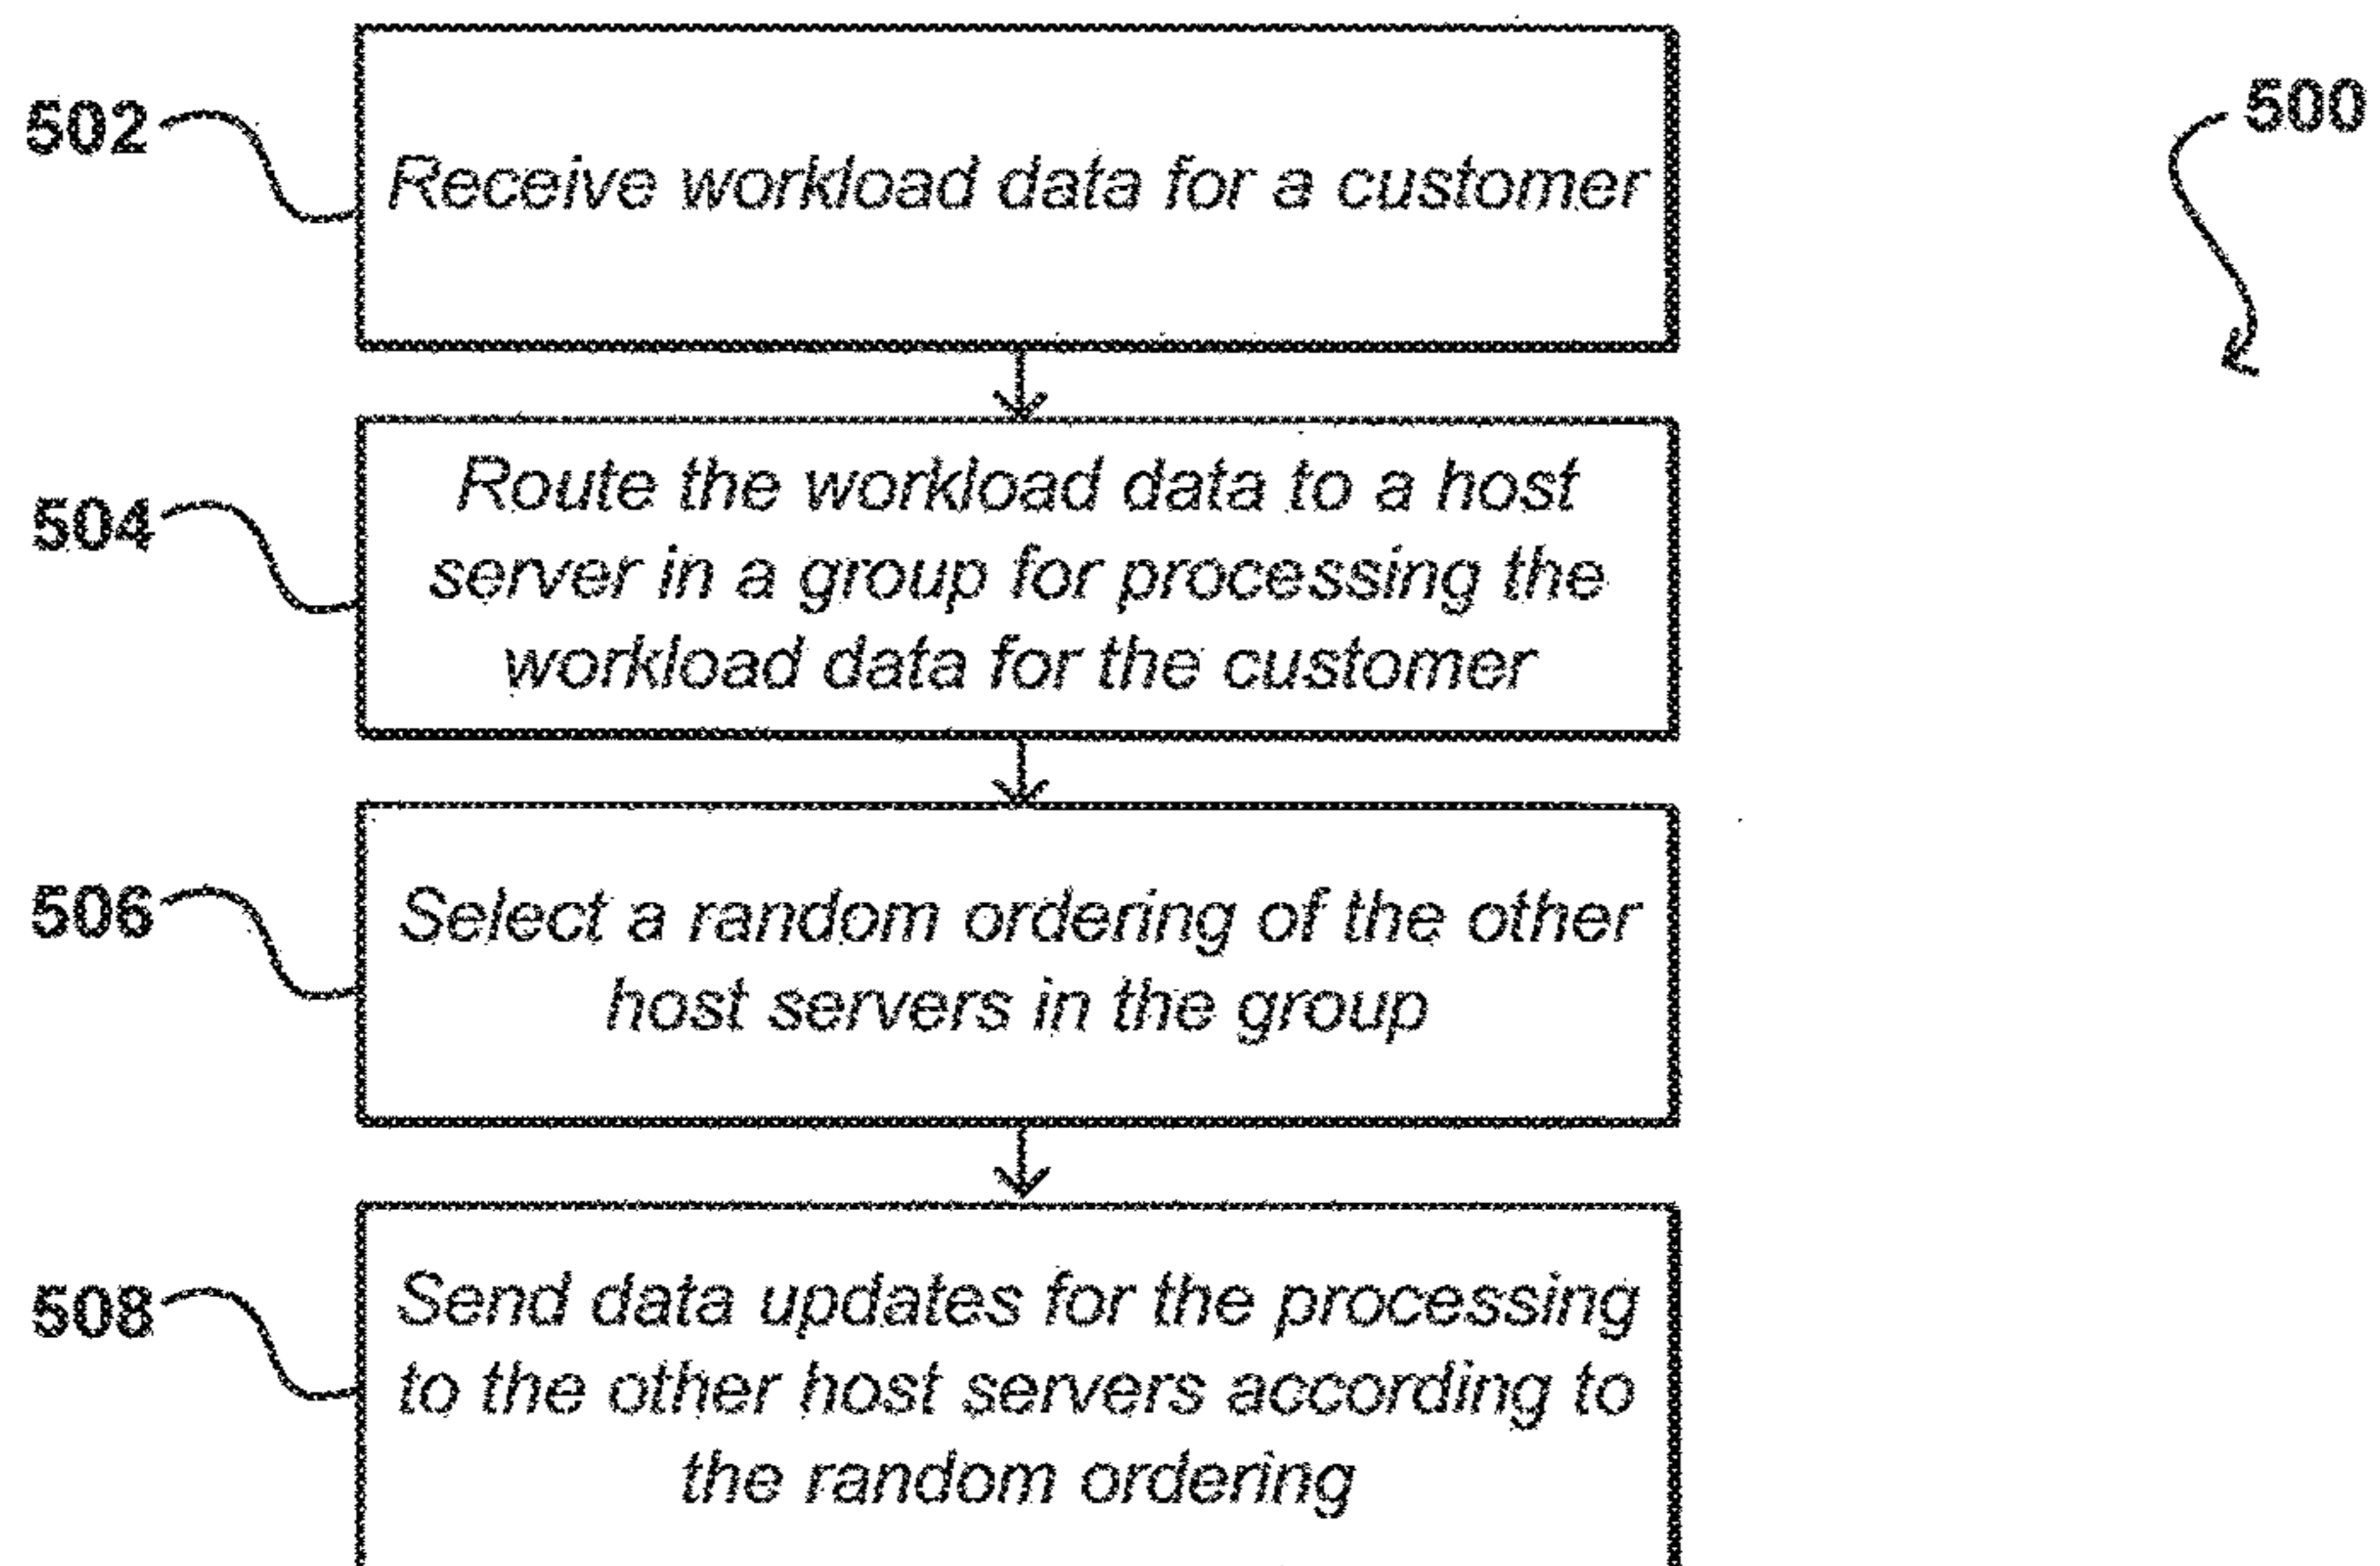 500
502
Receive workload data for a customer
504
Route the workload data to a host
server in a group for processing the
workload data for the customer
506
Select a random ordering of the other
host servers in the group
508
Send data updates for the processing
to the other host servers according to
the random ordering